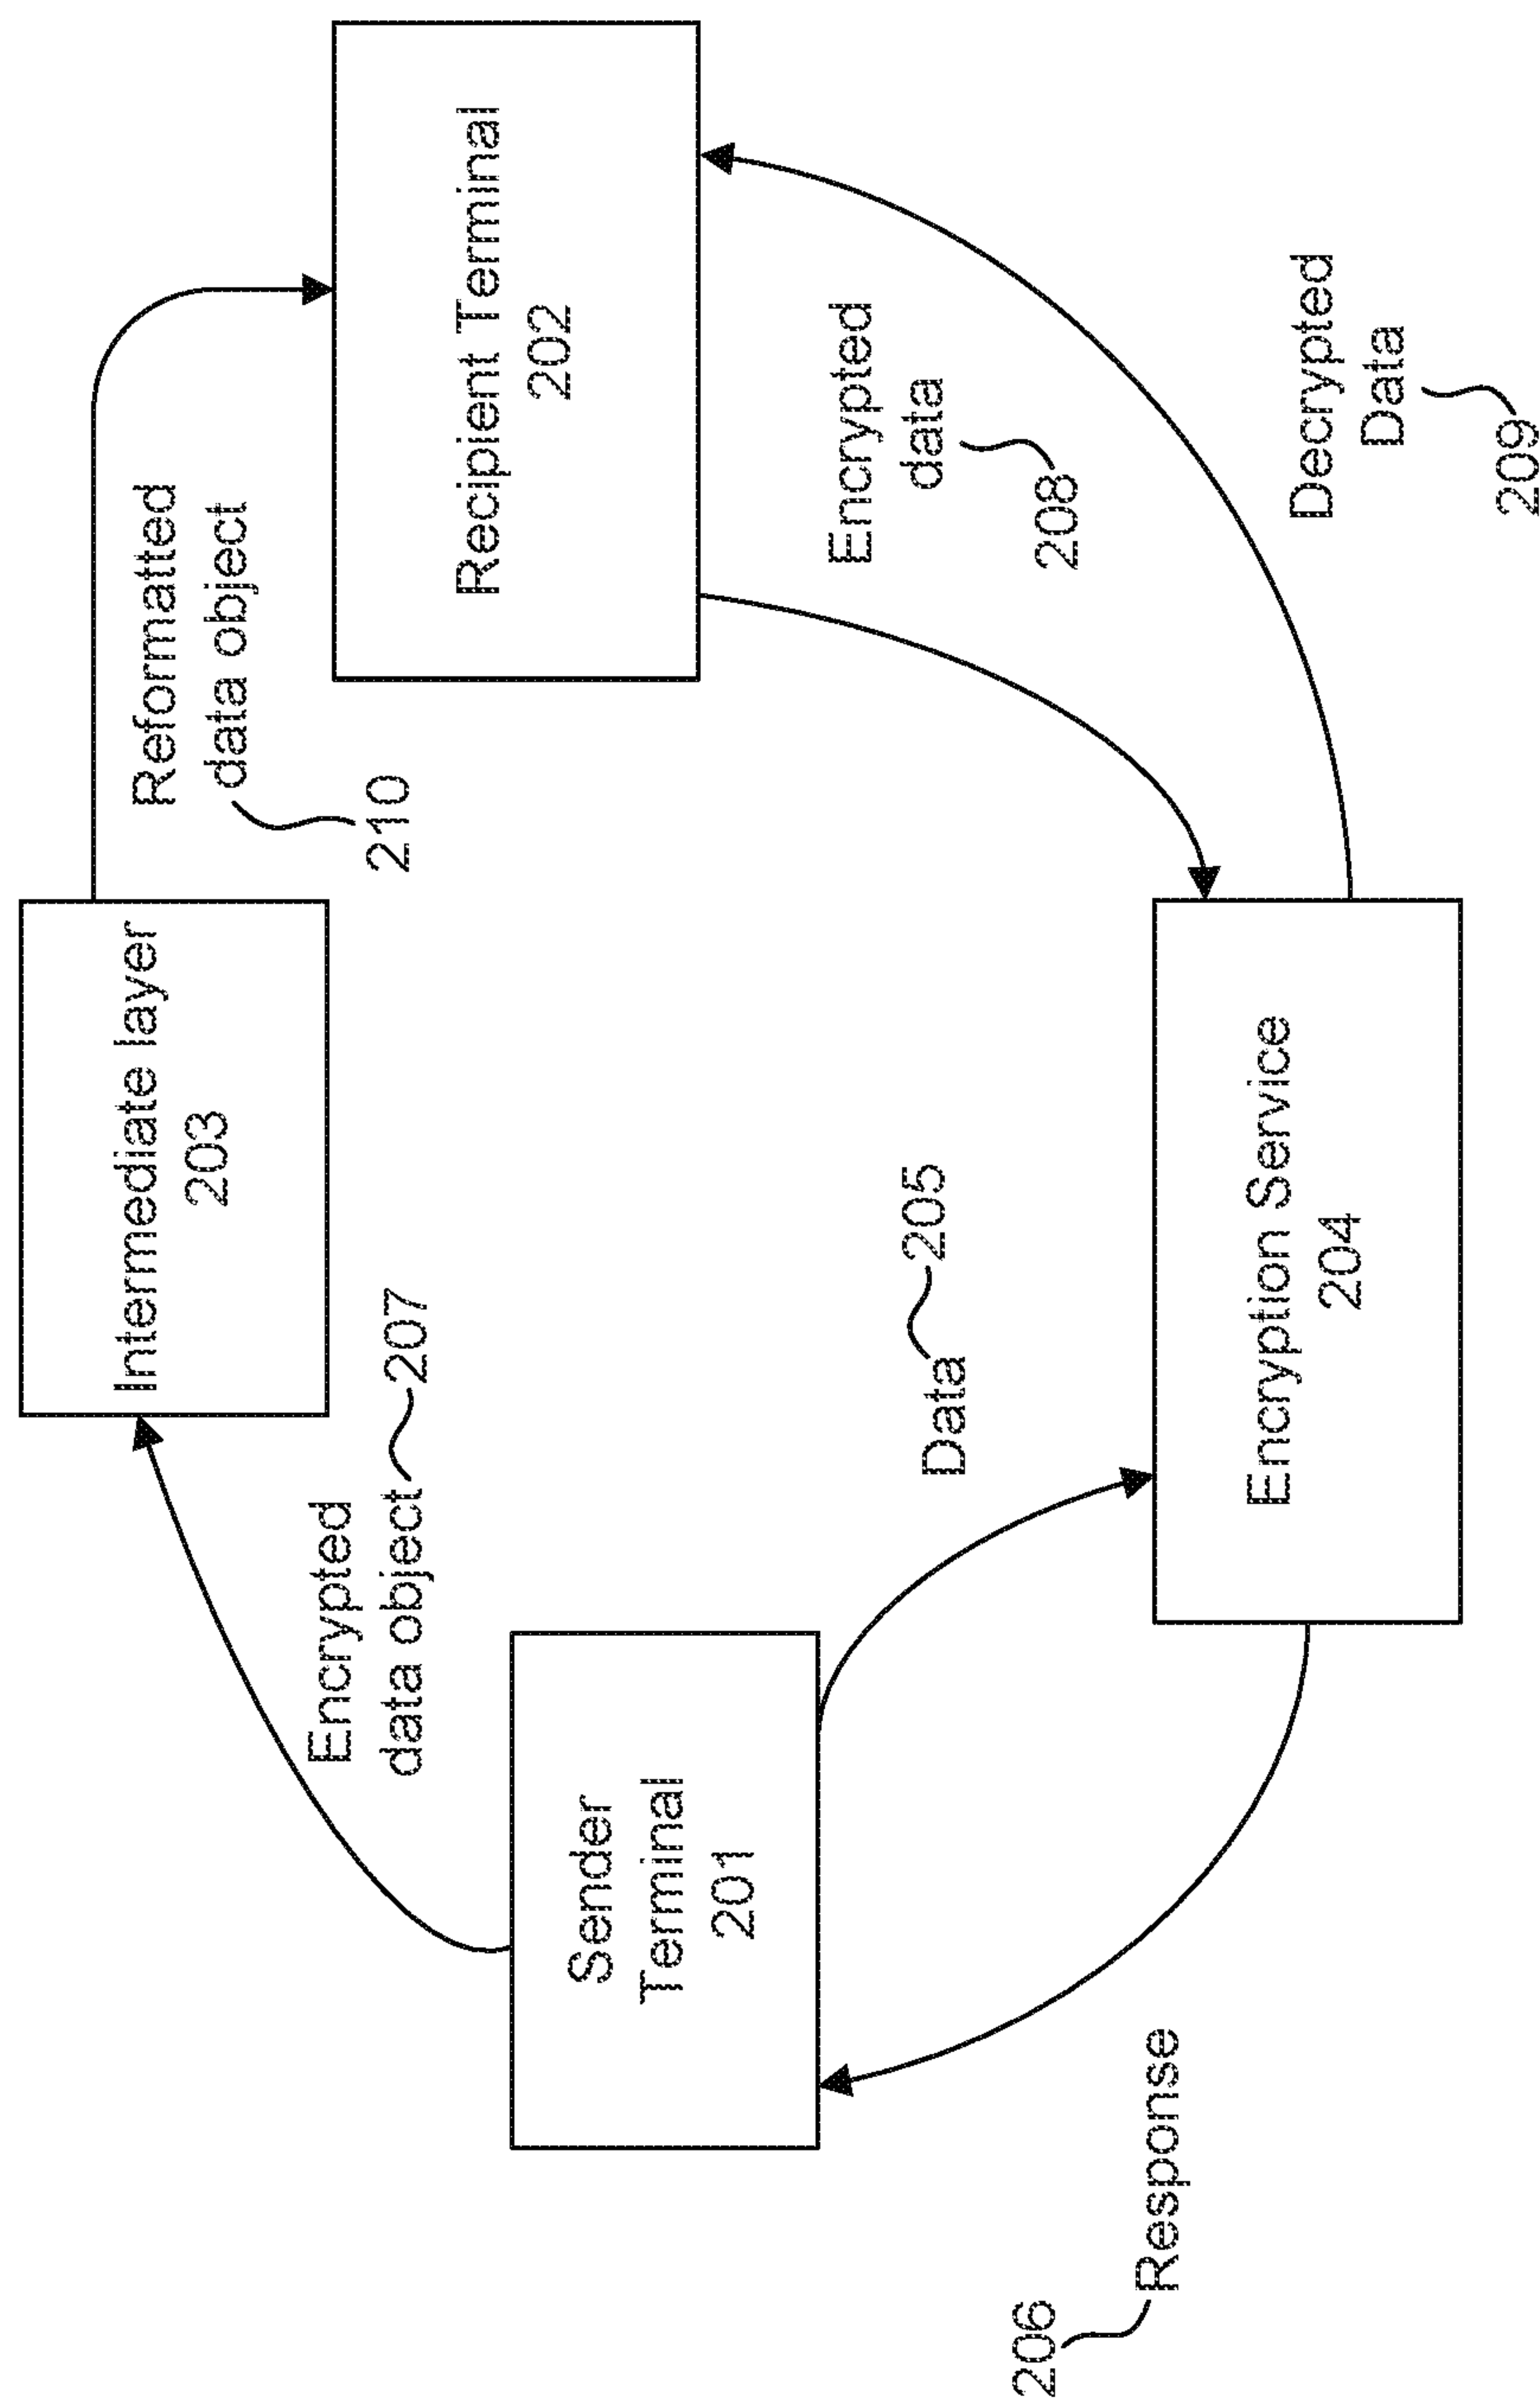 Intermediate layer
203
Reformatted
data object
210
Encrypted
data object 207
Recipient Terminal
202
Sender
Terminal
201
Encrypted
data
208
Data 205
Decrypted
Data
209
Encryption Service
204
206
Response